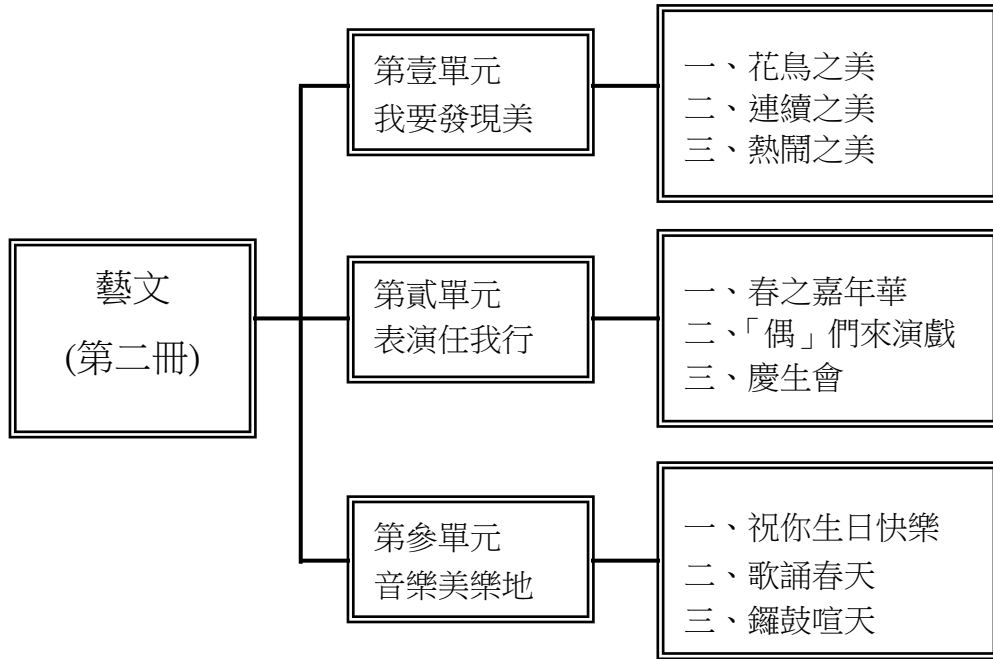 藝文
(第二冊)
第壹單元
我要發現美
一、花鳥之美
二、連續之美
三、熱鬧之美
第貳單元
表演任我行
一、春之嘉年華
二、「偶」們來演戲
三、慶生會
第參單元
音樂美樂地
一、祝你生日快樂
二、歌誦春天
三、鑼鼓喧天